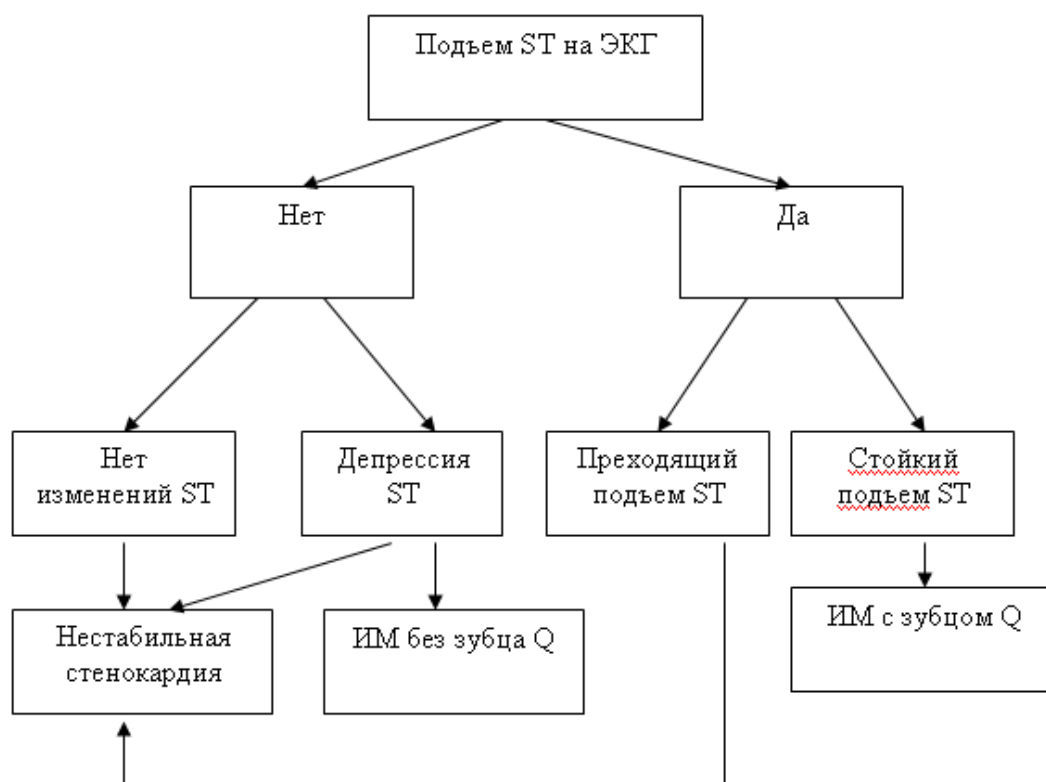 Подъем ST на ЭКГ
Нет
Да
Нет
изменений ST
Депрессия
ST
Преходящий
подъем ST
Стойкий
подъем ST
Нестабильная
стенокардия
ИМ без зубца Q
ИМ с зубцом Q